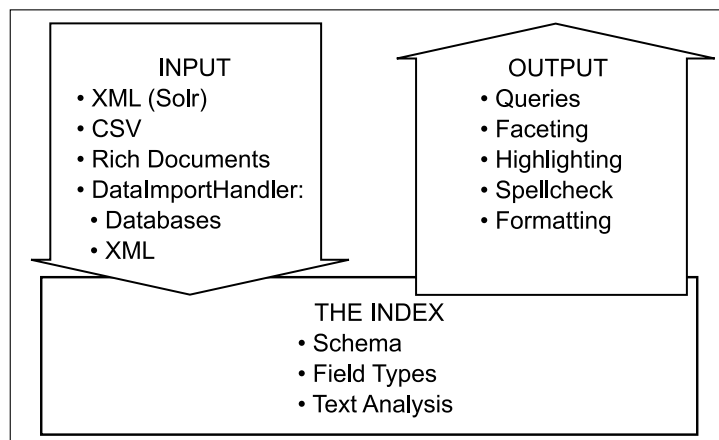 INPUT
• XML (Solr)
• CSV
• Rich Documents
• DataImportHandler:
• Databases
• XML
OUTPUT
• Queries
• Faceting
• Highlighting
• Spellcheck
• Formatting
THE INDEX
• Schema
• Field Types
• Text Analysis